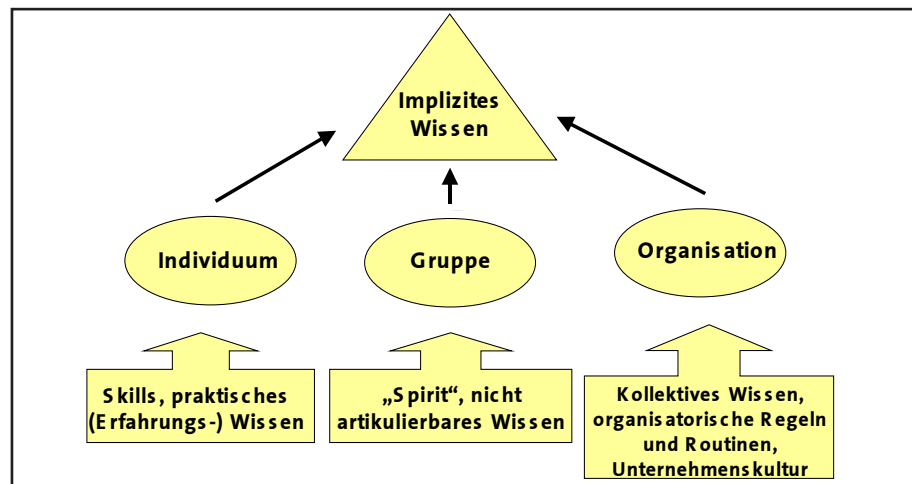 Implizites
Wissen
Individuum
Gruppe
Organisation
Skills, praktisches
(Erfahrungs-) Wissen
„Spirit“, nicht
artikulierbares Wissen
Kollektives Wissen,
organisatorische Regeln
und Routinen,
Unternehmenskultur